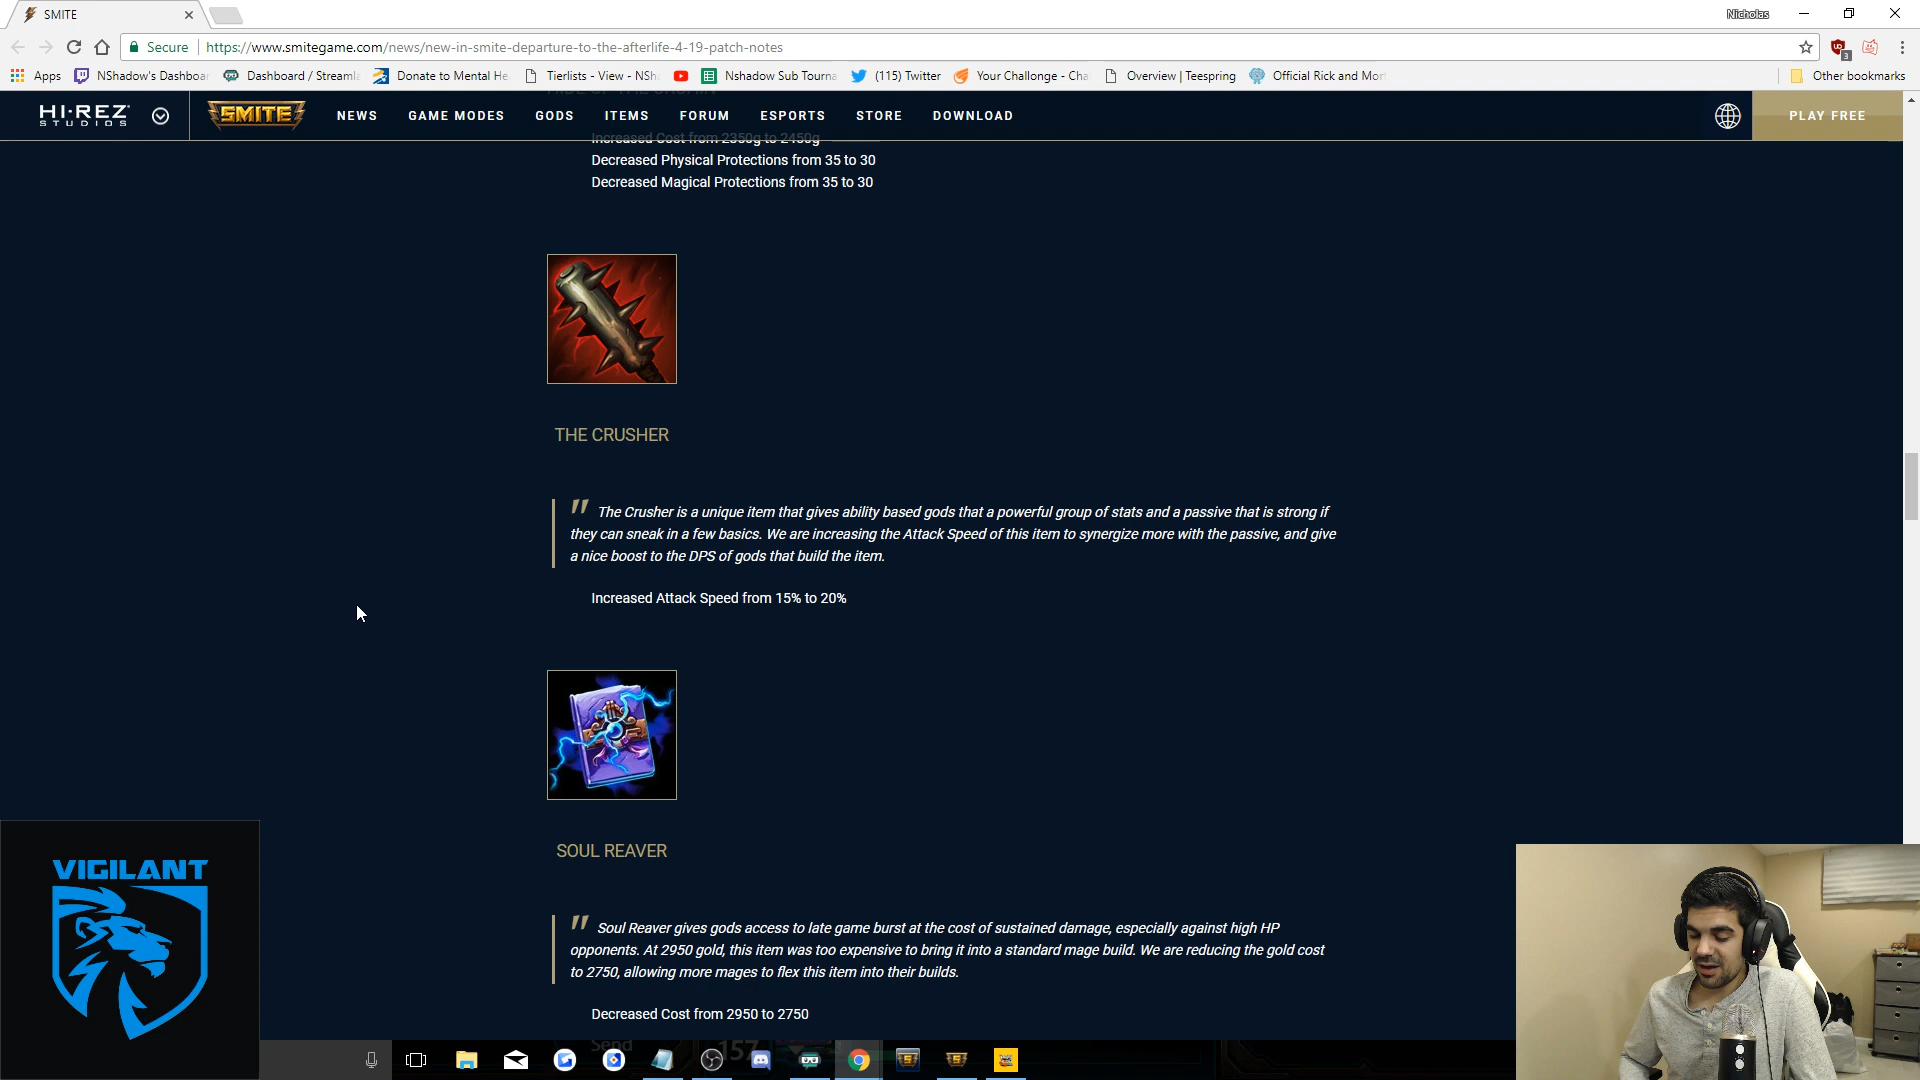 SMITE
Nicholas
Secure https://www.smitegame.com/news/new-in-smite-departure-to-the-afterlife-4-19-patch-notes
Apps NShadow's Dashboar Dashboard / Streamla Donate to Mental He Tierlists - View - NSh Nshadow Sub Tourna (115) Twitter Your Challonge - Cha Overview | Teespring Official Rick and Mor Other bookmarks
HI-REZ STUDIOS SMITE NEWS GAME MODES GODS ITEMS FORUM ESPORTS STORE DOWNLOAD PLAY FREE
Increased Cost from 2350g to 2450g
Decreased Physical Protections from 35 to 30
Decreased Magical Protections from 35 to 30
THE CRUSHER
" The Crusher is a unique item that gives ability based gods that a powerful group of stats and a passive that is strong if
they can sneak in a few basics. We are increasing the Attack Speed of this item to synergize more with the passive, and give
a nice boost to the DPS of gods that build the item.
Increased Attack Speed from 15% to 20%
SOUL REAVER
" Soul Reaver gives gods access to late game burst at the cost of sustained damage, especially against high HP
opponents. At 2950 gold, this item was too expensive to bring it into a standard mage build. We are reducing the gold cost
to 2750, allowing more mages to flex this item into their builds.
Decreased Cost from 2950 to 2750
VIGILANT
Send
157